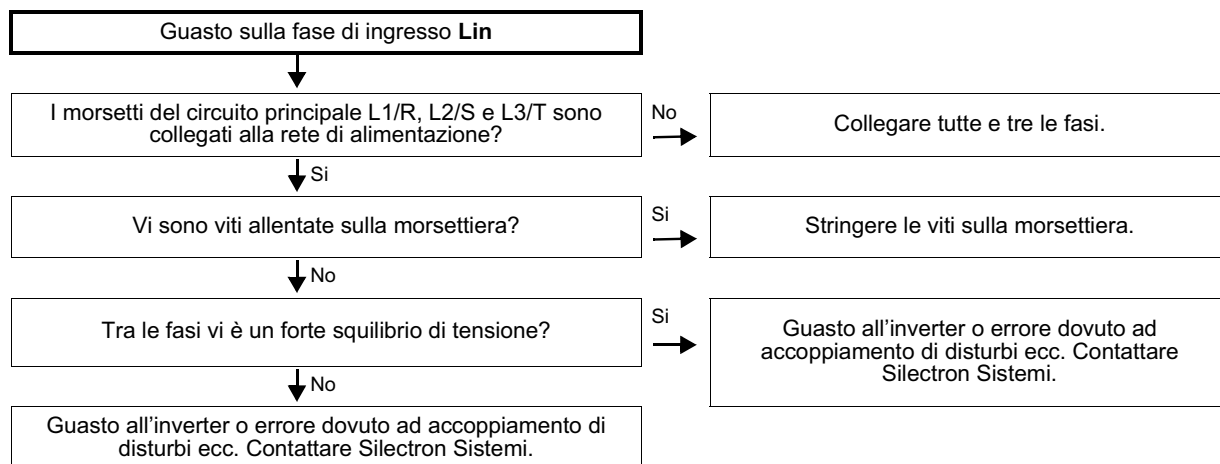 Guasto sulla fase di ingresso Lin
I morsetti del circuito principale L1/R, L2/S e L3/T sono
collegati alla rete di alimentazione?
No
Collegare tutte e tre le fasi.
Si
Vi sono viti allentate sulla morsettiera?
Si
Stringere le viti sulla morsettiera.
No
Tra le fasi vi è un forte squilibrio di tensione?
Si
Guasto all'inverter o errore dovuto ad
accoppiamento di disturbi ecc. Contattare
Silectron Sistemi.
No
Guasto all'inverter o errore dovuto ad accoppiamento di
disturbi ecc. Contattare Silectron Sistemi.